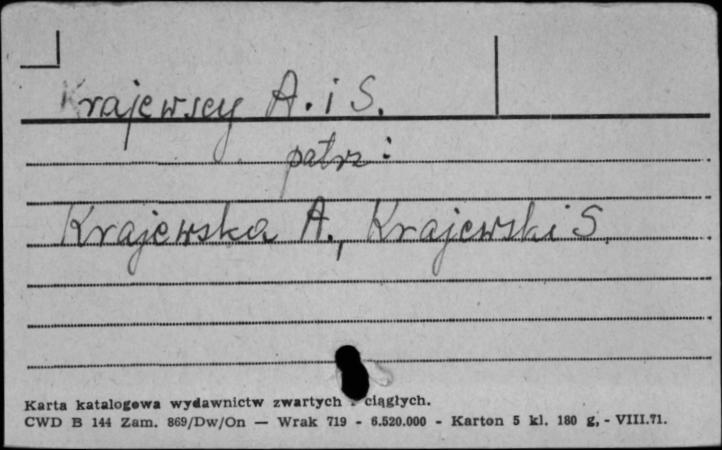 Krajewscy A. i S.
patrz:
Krajewska A., Krajewski S.
Karta katalogowa wydawnictw zwartych i ciągłych.
CWD B 144 Zam. 869/Dw/On — Wrak 719 - 6.520.000 - Karton 5 kl. 180 g, - VIII.71.